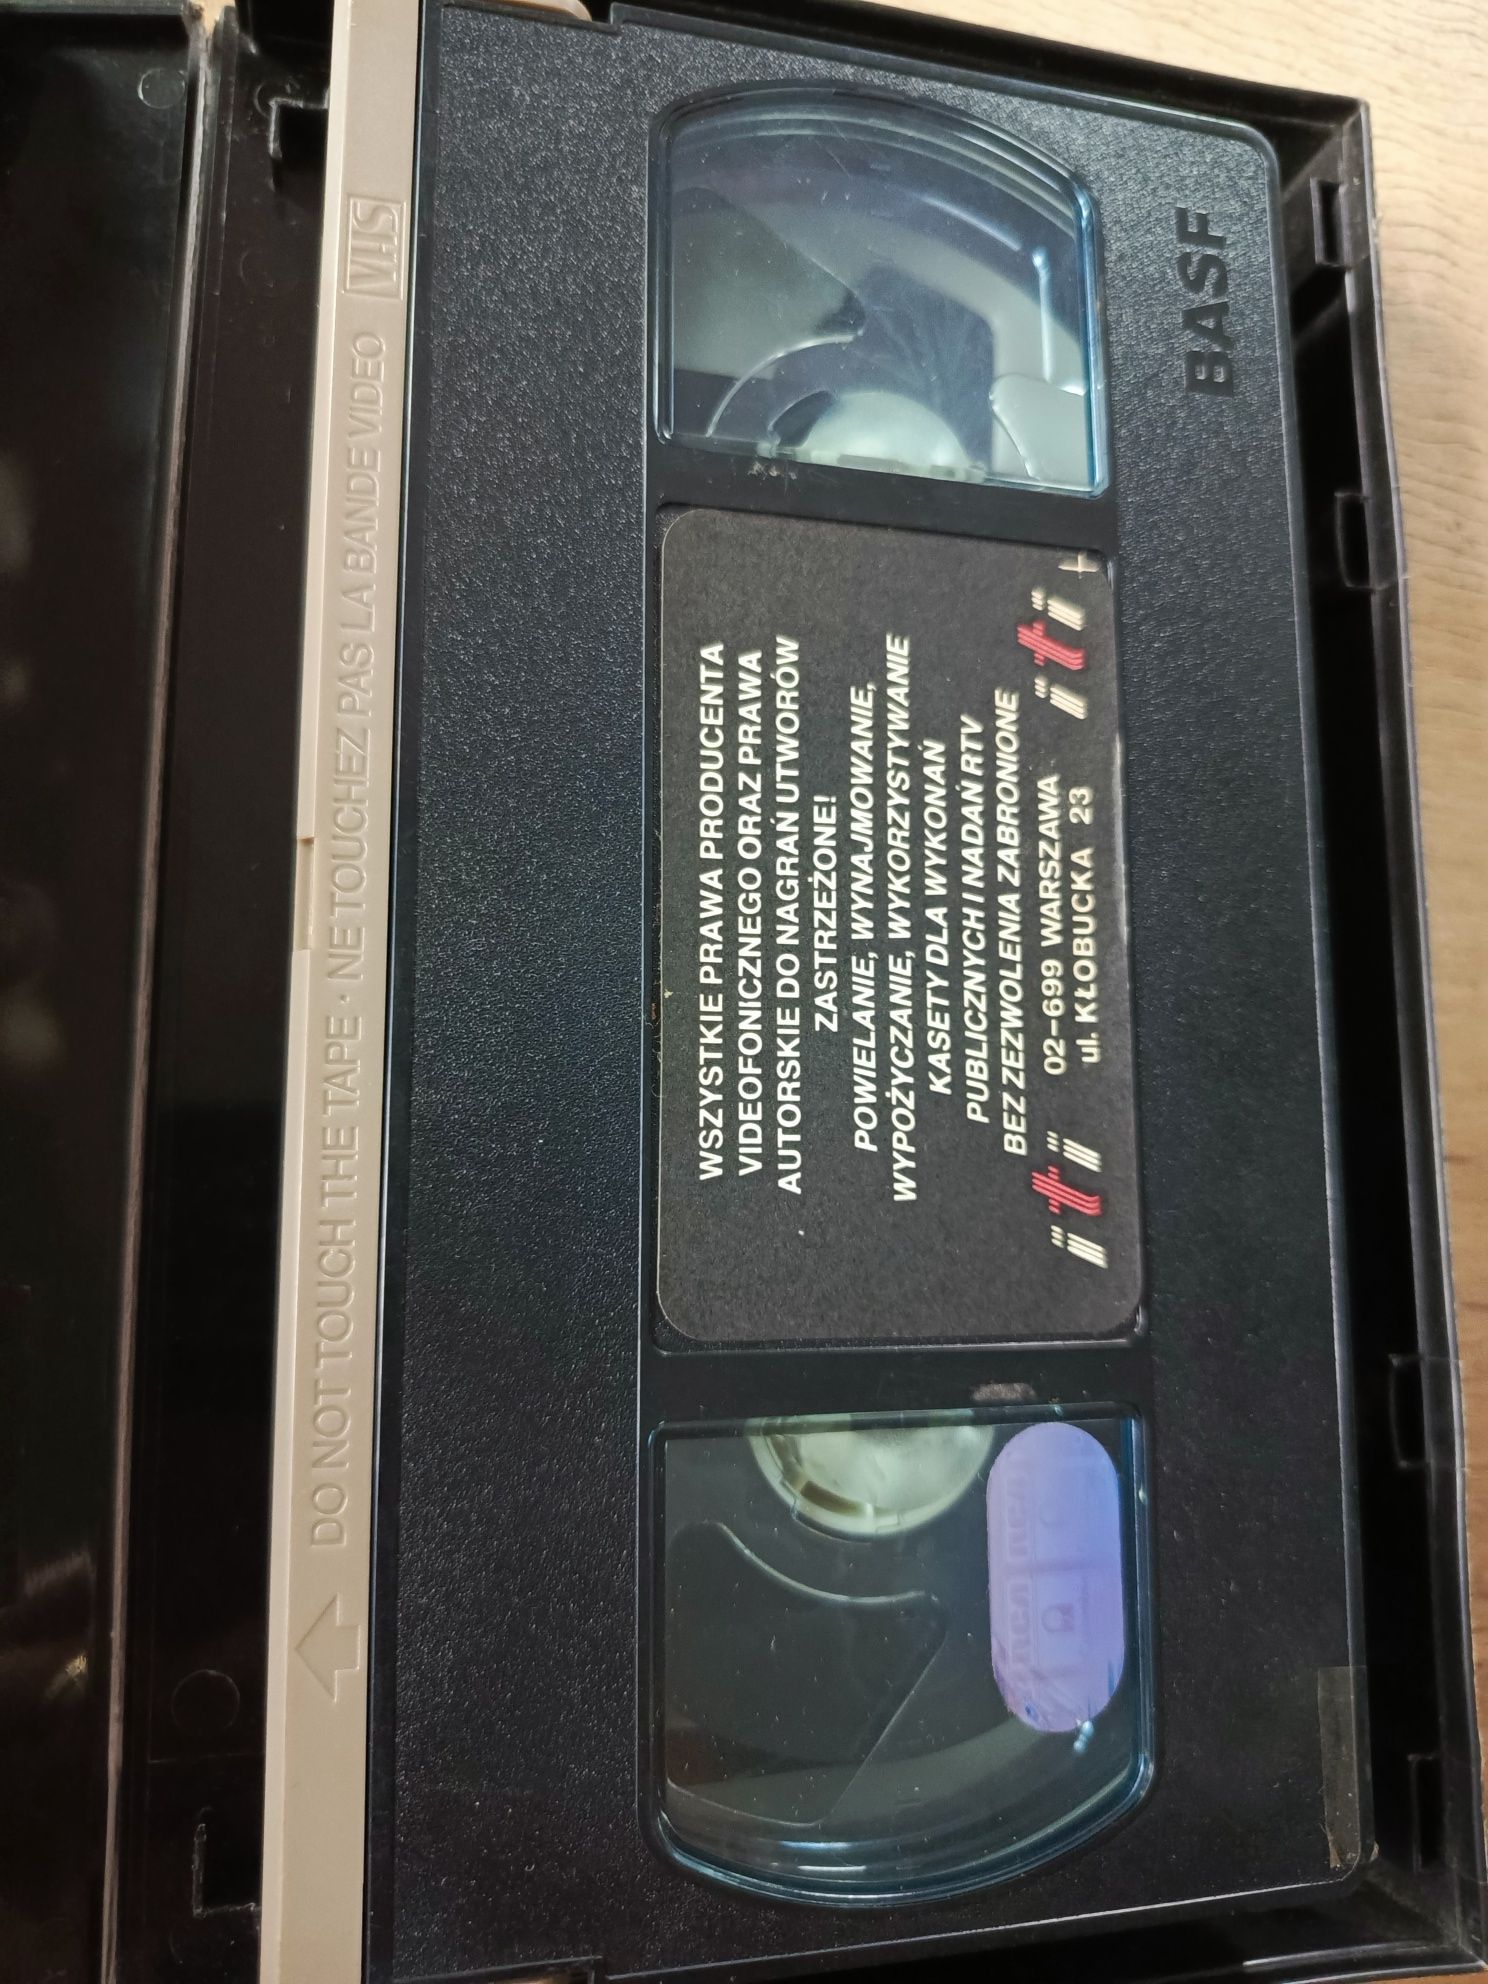 DO NOT TOUCH THE TAPE · NE TOUCHEZ PAS LA BANDE VIDEO VHS
WSZYSTKIE PRAWA PRODUCENTA
VIDEOFONICZNEGO ORAZ PRAWA
AUTORSKIE DO NAGRAŃ UTWORÓW
ZASTRZEŻONE!
POWIELANIE, WYNAJMOWANIE,
WYPOŻYCZANIE, WYKORZYSTYWANIE
KASETY DLA WYKONAŃ
PUBLICZNYCH I NADAŃ RTV
BEZ ZEZWOLENIA ZABRONIONE
iti 02-699 WARSZAWA iti
ul. KŁOBUCKA 23
BASF